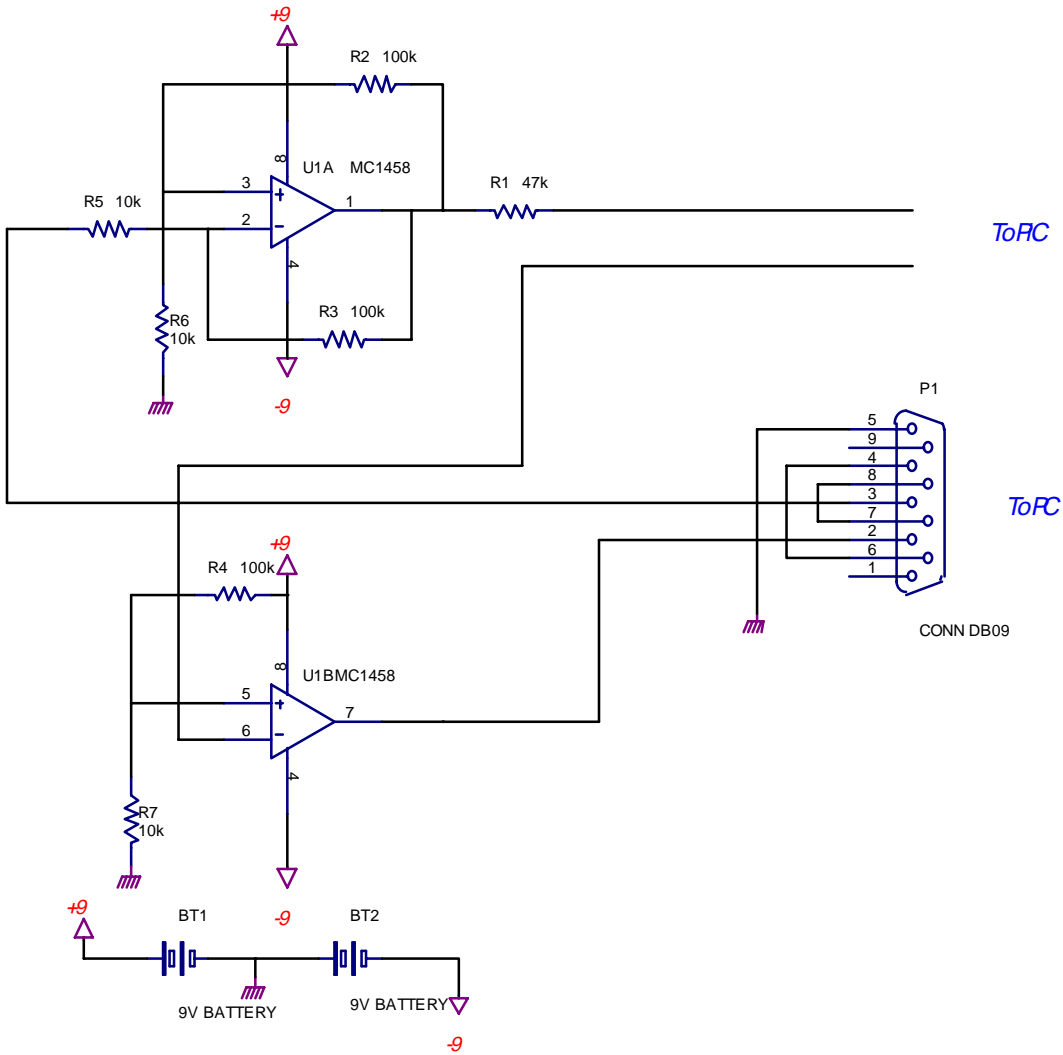 +9
R2 100k
8
U1A MC1458
3
+
1
R1 47k
R5 10k
2
-
ToPIC
4
R3 100k
R6
10k
-9
P1
5
9
4
8
3
ToPC
7
2
6
1
+9
R4 100k
CONN DB09
8
U1BMC1458
5
+
7
6
-
4
R7
10k
+9
BT1
-9
BT2
9V BATTERY
9V BATTERY
-9